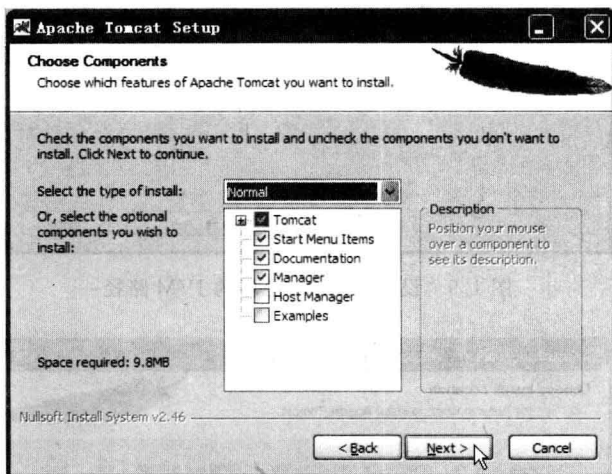 Apache Tomcat Setup
Choose Components
Choose which features of Apache Tomcat you want to install.
Check the components you want to install and uncheck the components you don't want to
install. Click Next to continue.
Select the type of install:
Normal
Or, select the optional
components you wish to
install:
Tomcat
Start Menu Items
Documentation
Manager
Host Manager
Examples
Description
Position your mouse
over a component to
see its description.
Space required: 9.8MB
Nullsoft Install System v2.46
< Back
Next >
Cancel